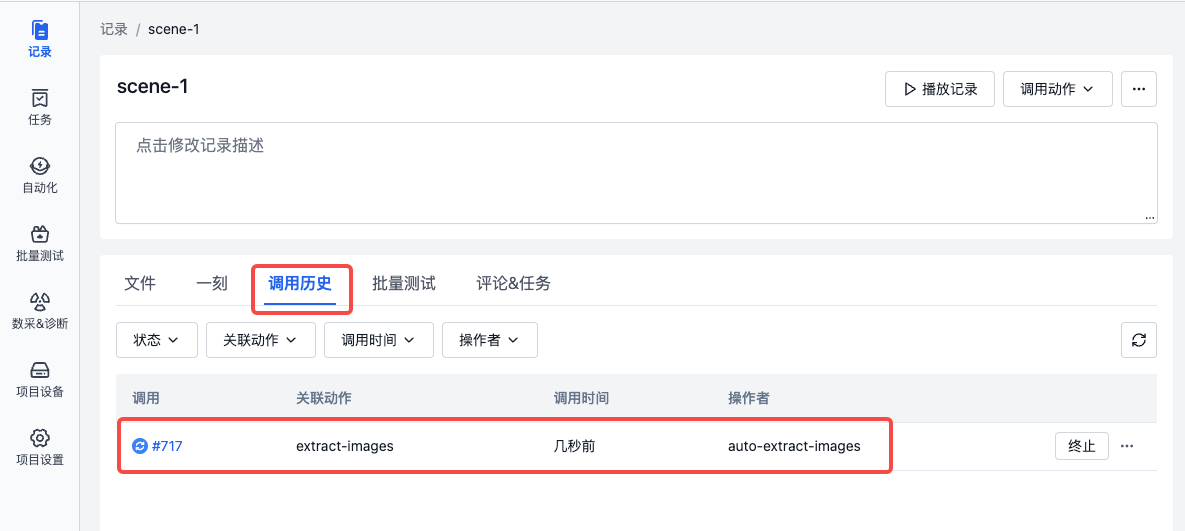 记录
任务
自动化
批量测试
数采&诊断
项目设备
项目设置
记录 / scene-1
scene-1
播放记录
调用动作
点击修改记录描述
文件 一刻 调用历史 批量测试 评论&任务
状态 关联动作 调用时间 操作者
调用 关联动作 调用时间 操作者
#717 extract-images 几秒前 auto-extract-images 终止